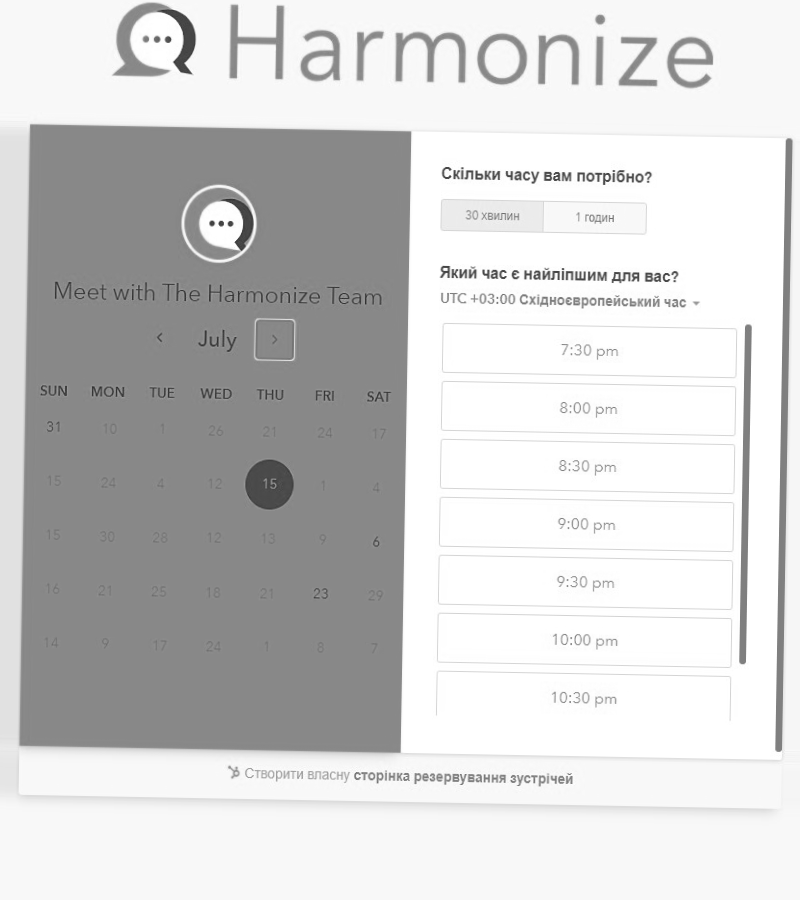 Harmonize
Meet with The Harmonize Team
July
SUN MON TUE WED THU FRI SAT
31 10 1 26 21 24 17
15 24 4 12 15 1 4
15 30 28 12 13 9 6
16 21 25 18 21 23 29
14 9 17 24 1 8 7
Скільки часу вам потрібно?
30 хвилин 1 годин
Який час є найліпшим для вас?
UTC +03:00 Східноєвропейський час
7:30 pm
8:00 pm
8:30 pm
9:00 pm
9:30 pm
10:00 pm
10:30 pm
Створити власну сторінка резервування зустрічей